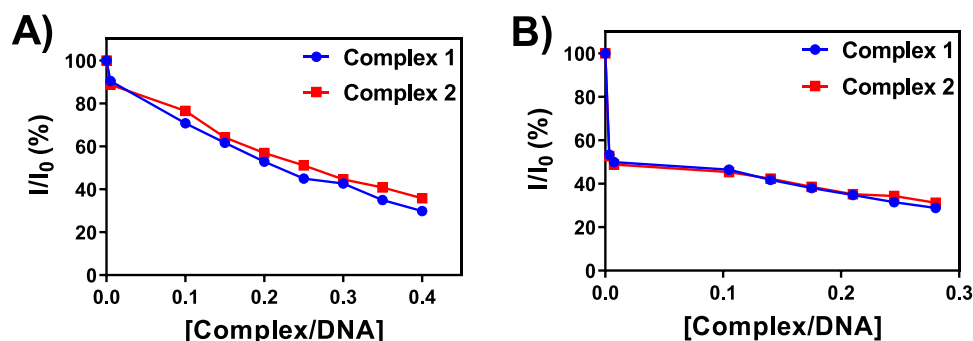 A)
Complex 1
Complex 2
I/I0 (%)
100
80
60
40
20
0
0.0 0.1 0.2 0.3 0.4
[Complex/DNA]
B)
Complex 1
Complex 2
I/I0 (%)
100
80
60
40
20
0
0.0 0.1 0.2 0.3
[Complex/DNA]